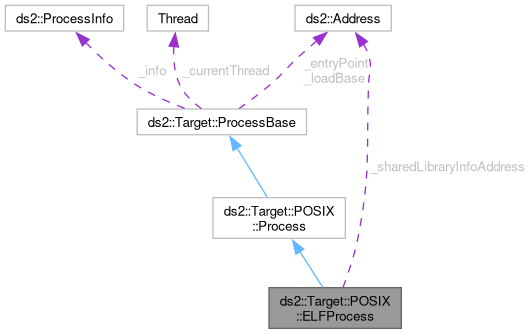 ds2::ProcessInfo
Thread
ds2::Address
_info
_currentThread
_entryPoint
_loadBase
ds2::Target::ProcessBase
_sharedLibraryInfoAddress
ds2::Target::POSIX
::Process
ds2::Target::POSIX
::ELFProcess